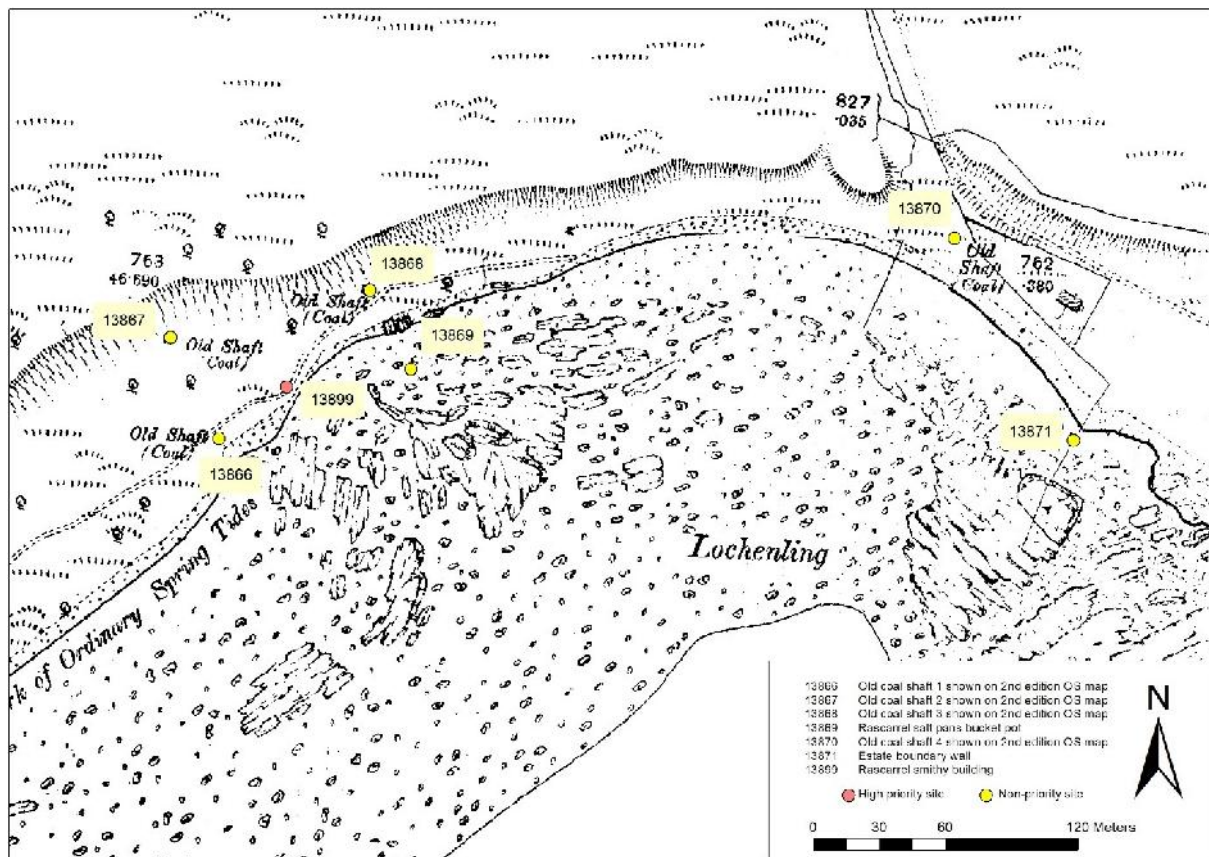 827
·035
13870
Old
Shaft
(Coal)
762
·380
763
46·690
13868
Old Shaft
(Coal)
13867
Old Shaft
Coal)
13869
13899
Old Shaft
(Coal)
13866
13871
Lochenling
rk of Ordinary Spring Tides
13866 Old coal shaft 1 shown on 2nd edition OS map
13867 Old coal shaft 2 shown on 2nd edition OS map
13868 Old coal shaft 3 shown on 2nd edition OS map
13869 Rascarrel salt pans bucket pot
13870 Old coal shaft 4 shown on 2nd edition OS map
13871 Estate boundary wall
13899 Rascarrel smithy building
High priority site Non-priority site
N
0 30 60 120 Meters